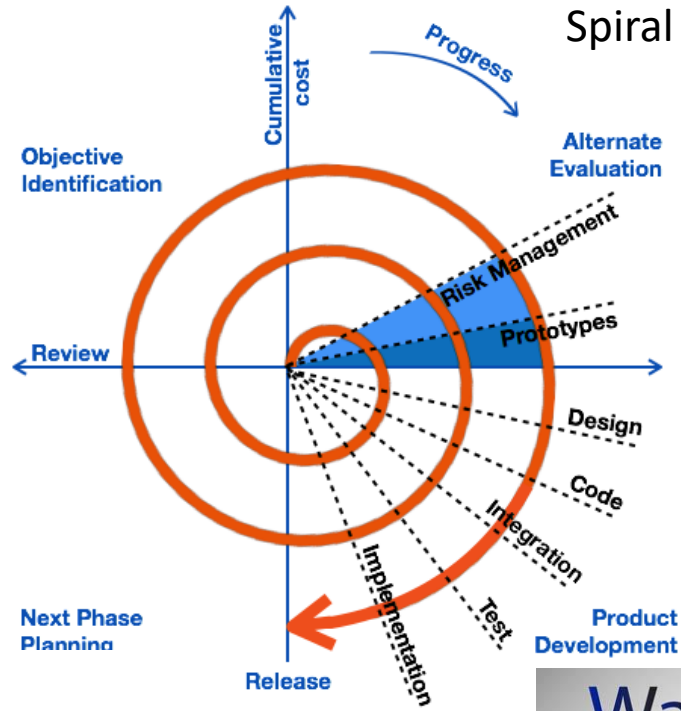 Spiral
Cumulative
cost
Progress
Objective
Identification
Alternate
Evaluation
Risk Management
Prototypes
Review
Design
Code
Integration
Test
Implementation
Next Phase
Planning
Product
Development
Release
Wa